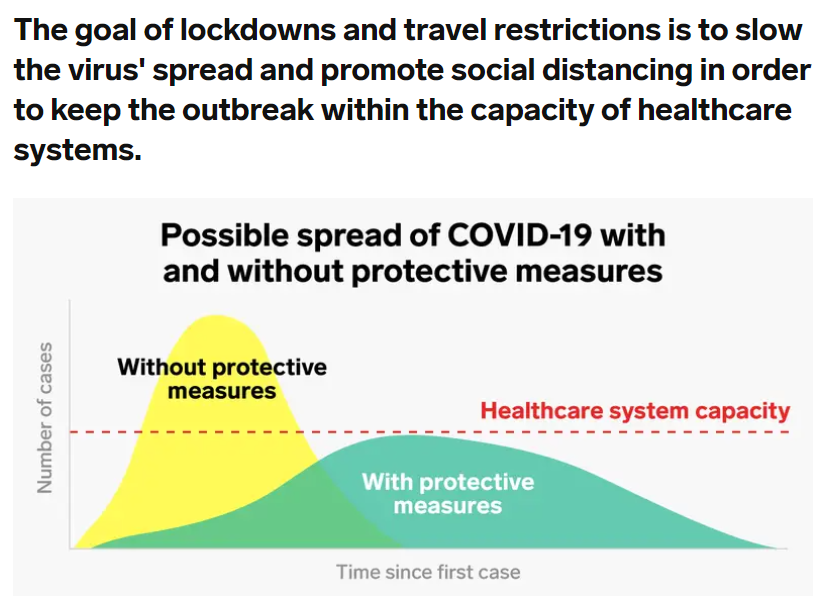 The goal of lockdowns and travel restrictions is to slow
the virus' spread and promote social distancing in order
to keep the outbreak within the capacity of healthcare
systems.
Possible spread of COVID-19 with
and without protective measures
Number of cases
Without protective
measures
Healthcare system capacity
With protective
measures
Time since first case